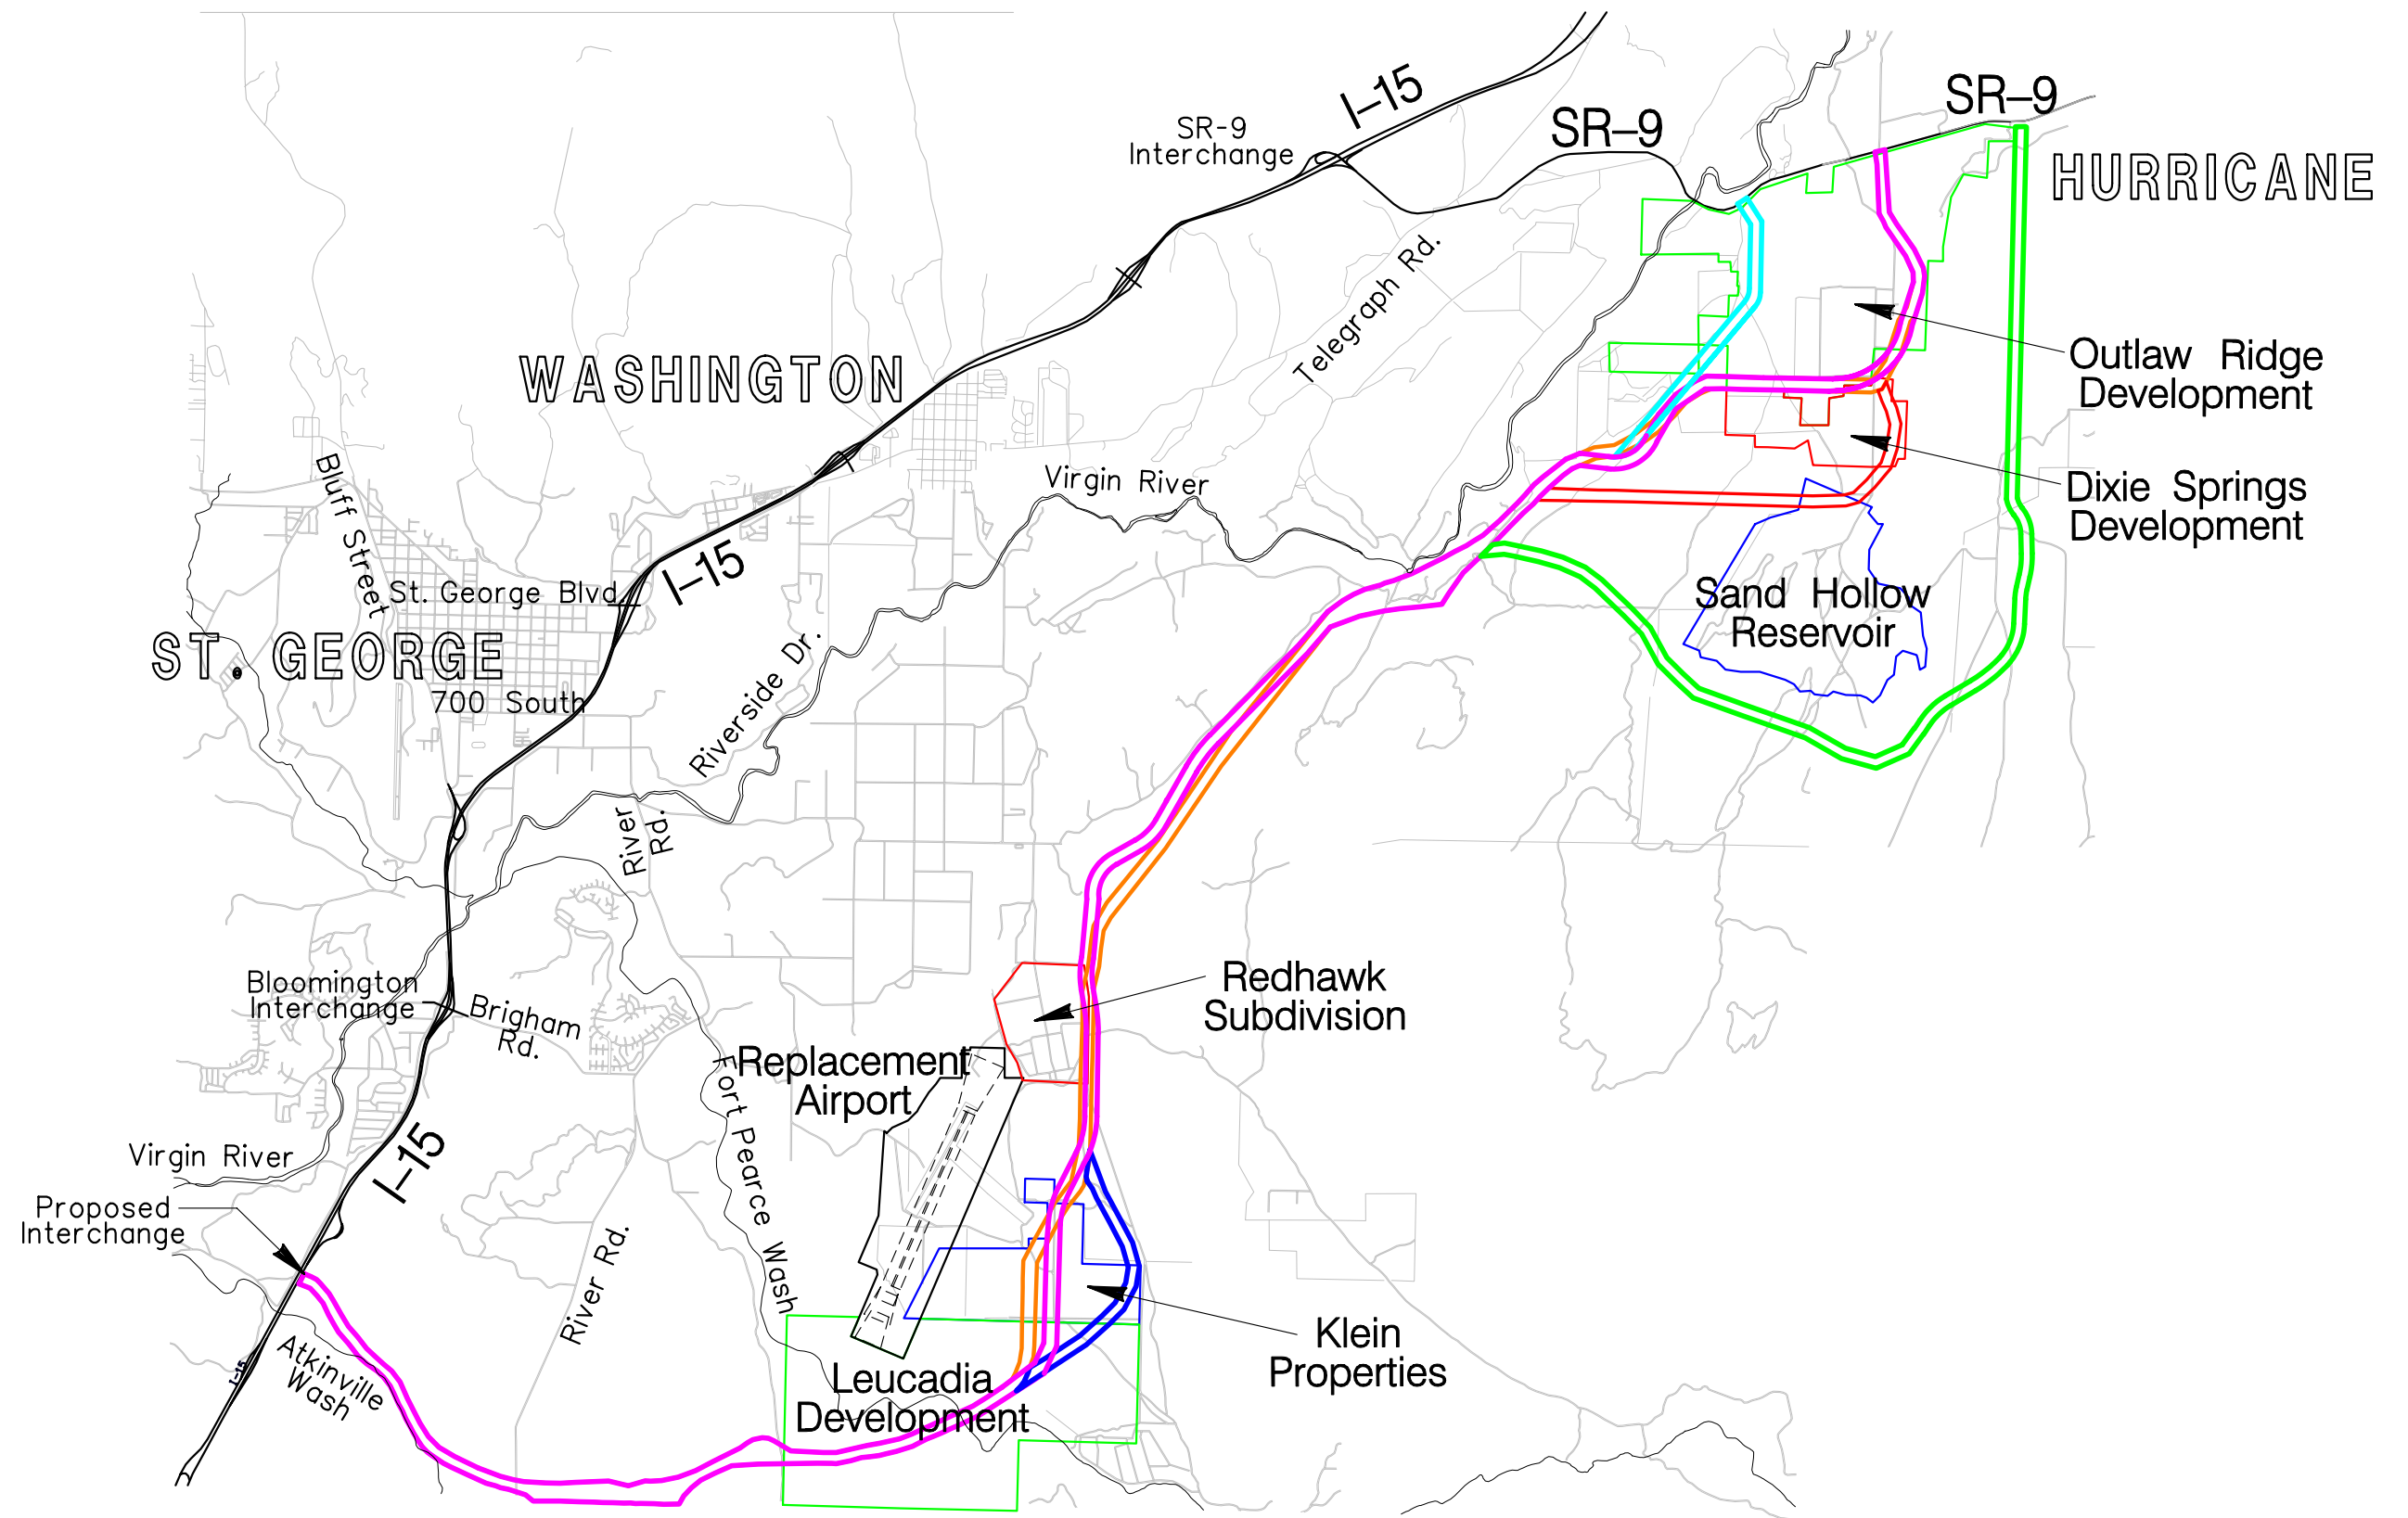 I-15
SR-9
SR-9
SR-9
Interchange
HURRICANE
Telegraph Rd.
WASHINGTON
Outlaw Ridge
Development
Bluff Street
Virgin River
Dixie Springs
Development
I-15
St. George Blvd.
Sand Hollow
Reservoir
ST. GEORGE
700 South
Riverside Dr.
River
Rd.
Bloomington
Interchange
Brigham
Rd.
Redhawk
Subdivision
Replacement
Airport
Fort Pearce Wash
I-15
Virgin River
Proposed
Interchange
River Rd.
Klein
Properties
Atkinville
Wash
I-15
Leucadia
Development